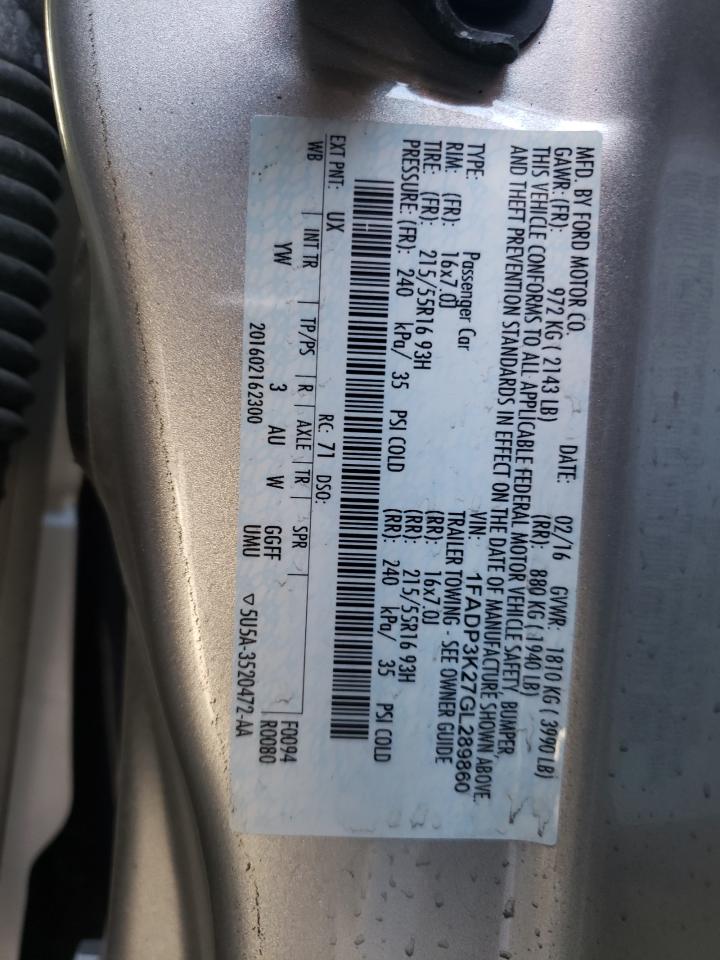 MFD. BY FORD MOTOR CO.
DATE: 02/16 GVWR: 1810 KG ( 3990 LB)
GAWR: (FR): 972 KG ( 2143 LB) (RR): 880 KG ( 1940 LB)
THIS VEHICLE CONFORMS TO ALL APPLICABLE FEDERAL MOTOR VEHICLE SAFETY, BUMPER,
AND THEFT PREVENTION STANDARDS IN EFFECT ON THE DATE OF MANUFACTURE SHOWN ABOVE.
VIN: 1FADP3K27GL289860
TYPE: Passenger Car TRAILER TOWING - SEE OWNER GUIDE
RIM: (FR): 16x7.0J (RR): 16x7.0J
TIRE: (FR): 215/55R16 93H (RR): 215/55R16 93H
PRESSURE: (FR): 240 kPa/ 35 PSI COLD (RR): 240 kPa/ 35 PSI COLD
EXT PNT: UX RC: 71 DSO:
WB INT TR TP/PS R AXLE TR SPR F0094
YW 3 AU W GGFF R0080
UMU
201602162300 ▽5U5A-3520472-AA